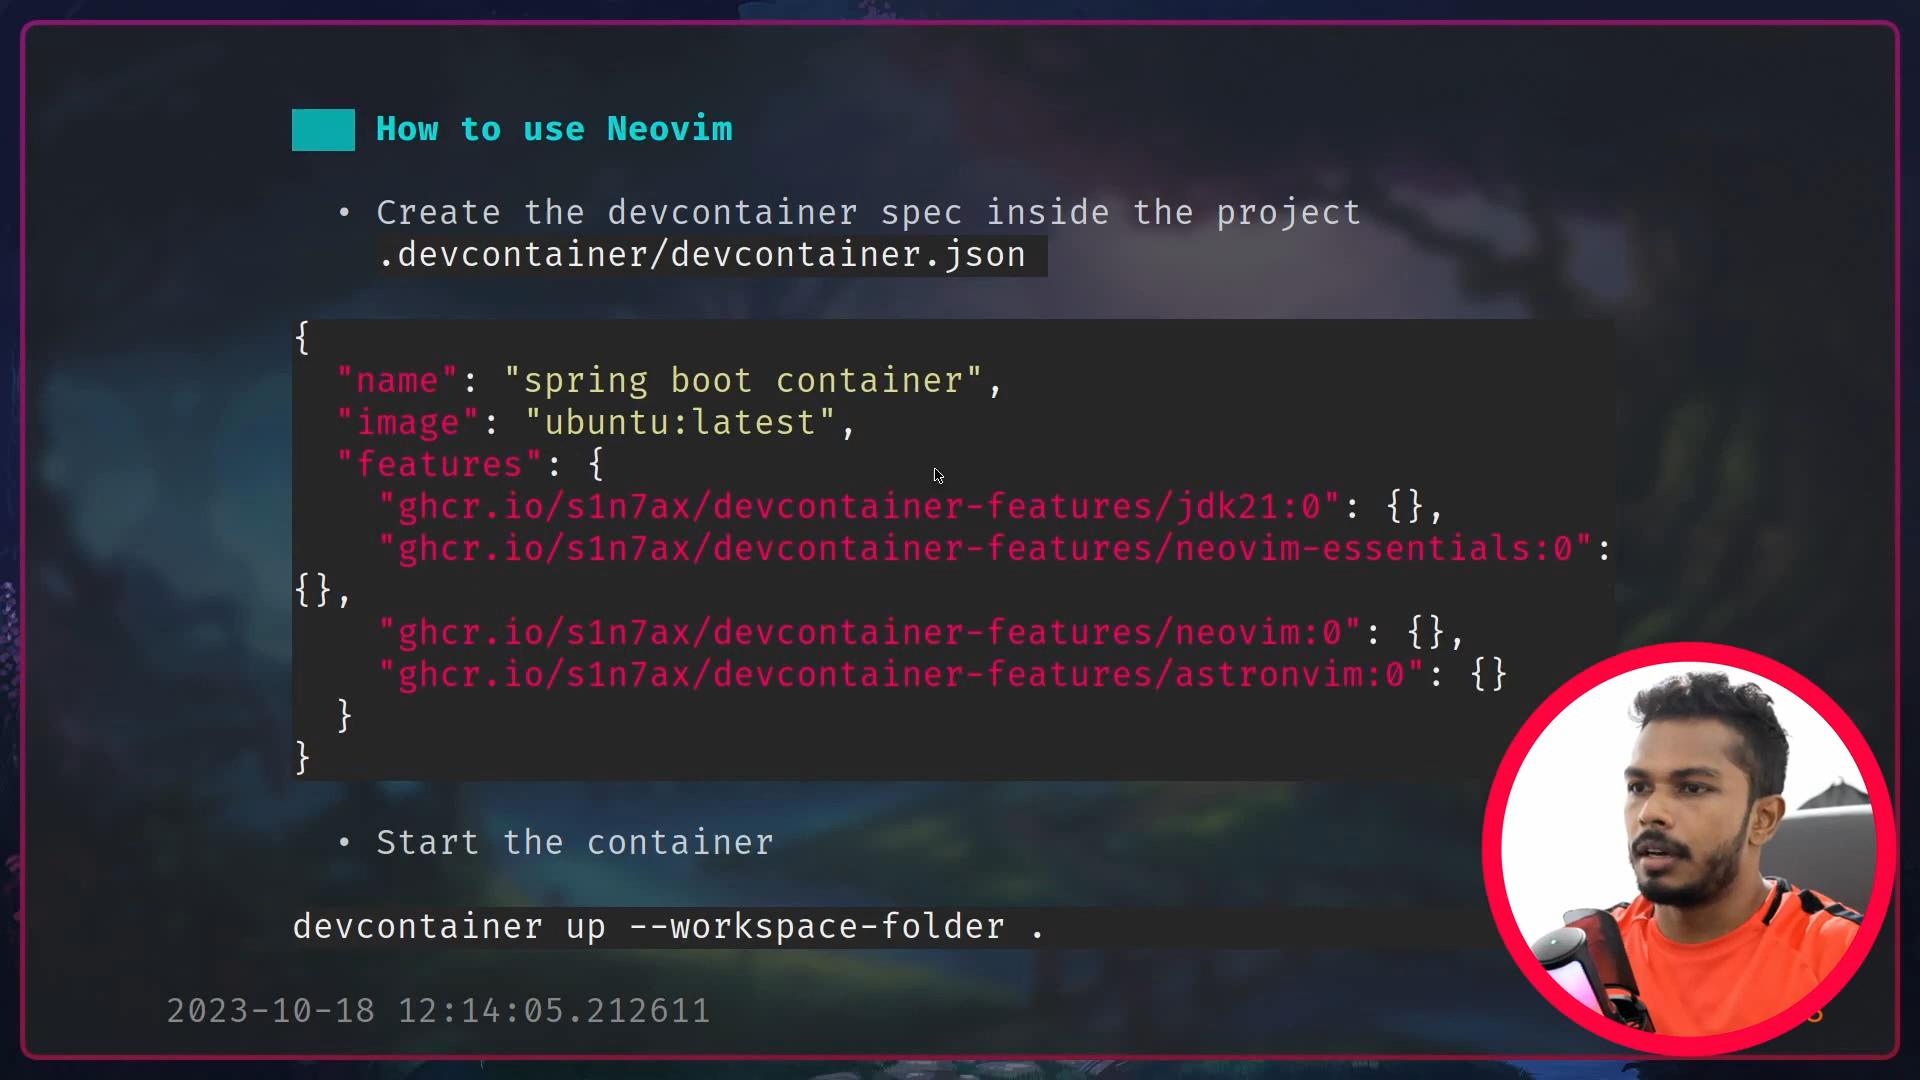 How to use Neovim
• Create the devcontainer spec inside the project
.devcontainer/devcontainer.json
{
"name": "spring boot container",
"image": "ubuntu:latest",
"features": {
"ghcr.io/s1n7ax/devcontainer-features/jdk21:0": {},
"ghcr.io/s1n7ax/devcontainer-features/neovim-essentials:0":
{},
"ghcr.io/s1n7ax/devcontainer-features/neovim:0": {},
"ghcr.io/s1n7ax/devcontainer-features/astronvim:0": {}
}
}
• Start the container
devcontainer up --workspace-folder .
2023-10-18 12:14:05.212611